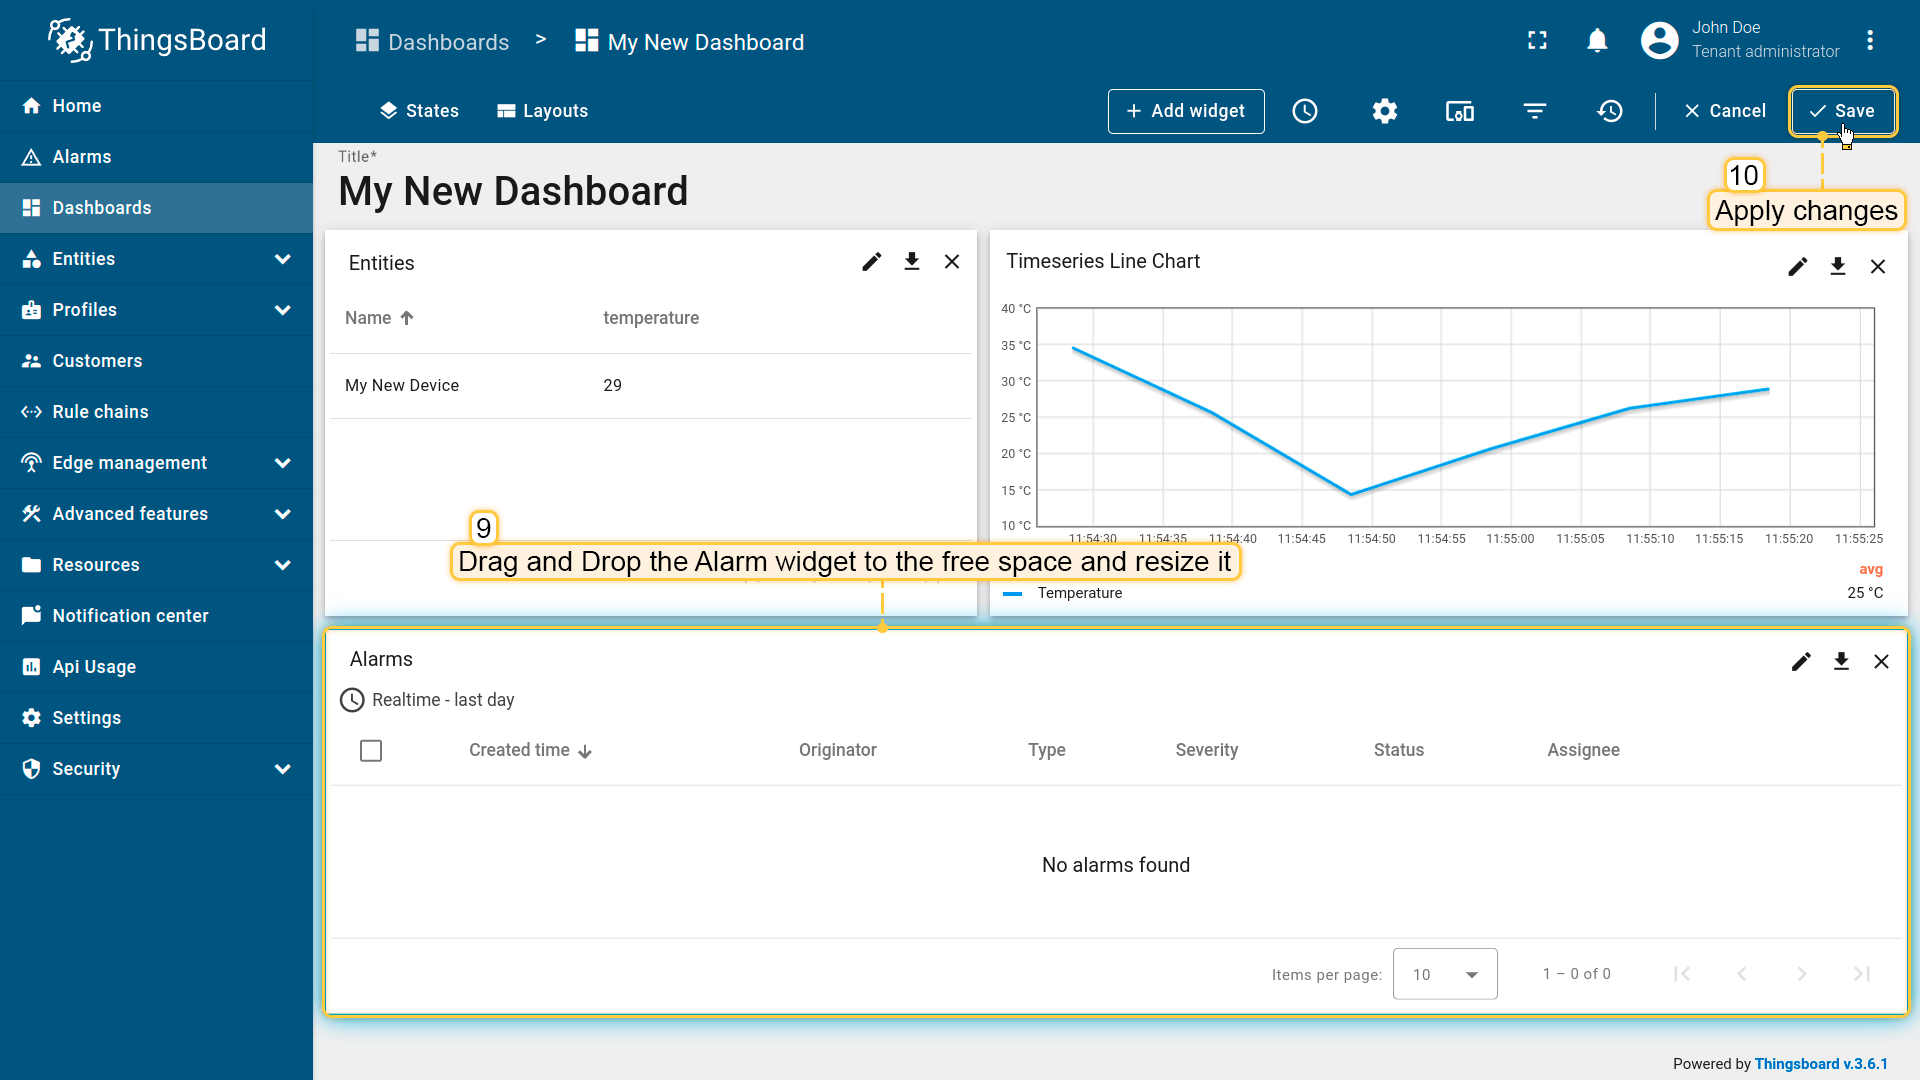 ThingsBoard
Dashboards > My New Dashboard
John Doe
Tenant administrator
Home
Alarms
Dashboards
Entities
Profiles
Customers
Rule chains
Edge management
Advanced features
Resources
Notification center
Api Usage
Settings
Security
States
Layouts
+ Add widget
Cancel
Save
10
Apply changes
Title*
My New Dashboard
Entities
Name temperature
My New Device 29
Timeseries Line Chart
40 °C
35 °C
30 °C
25 °C
20 °C
15 °C
10 °C
11:54:30 11:54:35 11:54:40 11:54:45 11:54:50 11:54:55 11:55:00 11:55:05 11:55:10 11:55:15 11:55:20 11:55:25
avg
Temperature 25 °C
9
Drag and Drop the Alarm widget to the free space and resize it
Alarms
Realtime - last day
Created time Originator Type Severity Status Assignee
No alarms found
Items per page: 10 1 – 0 of 0
Powered by Thingsboard v.3.6.1